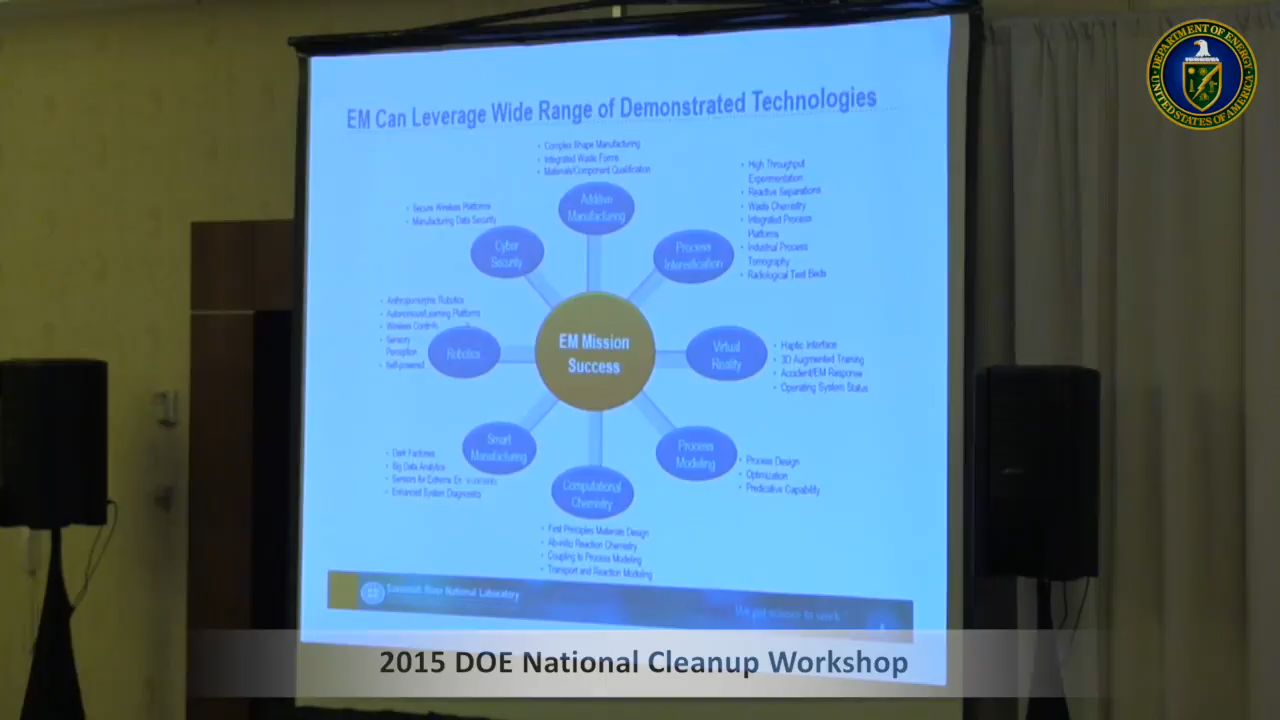 DEPARTMENT OF ENERGY
UNITED STATES OF AMERICA
EM Can Leverage Wide Range of Demonstrated Technologies
• Complex Shape Manufacturing
• Integrated Waste Forms
• Materials/Component Qualification
Additive
Manufacturing
• High Throughput
Experimentation
• Reactive Separations
• Waste Chemistry
• Integrated Process
Platforms
• Industrial Process
Tomography
• Radiological Test Beds
Process
Intensification
• Secure Wireless Platforms
• Manufacturing Data Security
Cyber
Security
• Anthropomorphic Robotics
• Autonomous/Learning Platforms
• Wireless Controls
• Sensory
Perception
• Self-powered
Robotics
EM Mission
Success
Virtual
Reality
• Haptic Interface
• 3D Augmented Training
• Accident/EM Response
• Operating System Status
Smart
Manufacturing
• Dark Factories
• Big Data Analytics
• Sensors for Extreme
• Enhanced System Diagnostics
Process
Modeling
• Process Design
• Optimization
• Predicative Capability
Computational
Chemistry
• First Principles Materials Design
• Ab-initio Reaction Chemistry
• Coupling to Process Modeling
• Transport and Reaction Modeling
Savannah River National Laboratory
We put science to work
2015 DOE National Cleanup Workshop